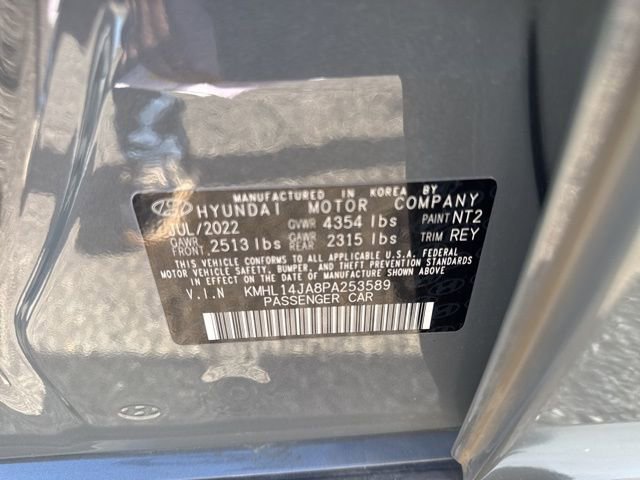 MANUFACTURED IN KOREA BY
HYUNDAI MOTOR COMPANY
JUL/2022 GVWR 4354 lbs PAINT NT2
GAWR FRONT 2513 lbs GAWR REAR 2315 lbs TRIM REY
THIS VEHICLE CONFORMS TO ALL APPLICABLE U.S.A. FEDERAL
MOTOR VEHICLE SAFETY, BUMPER, AND THEFT PREVENTION STANDARDS
IN EFFECT ON THE DATE OF MANUFACTURE SHOWN ABOVE.
V.I.N KMHL14JA8PA253589
PASSENGER CAR